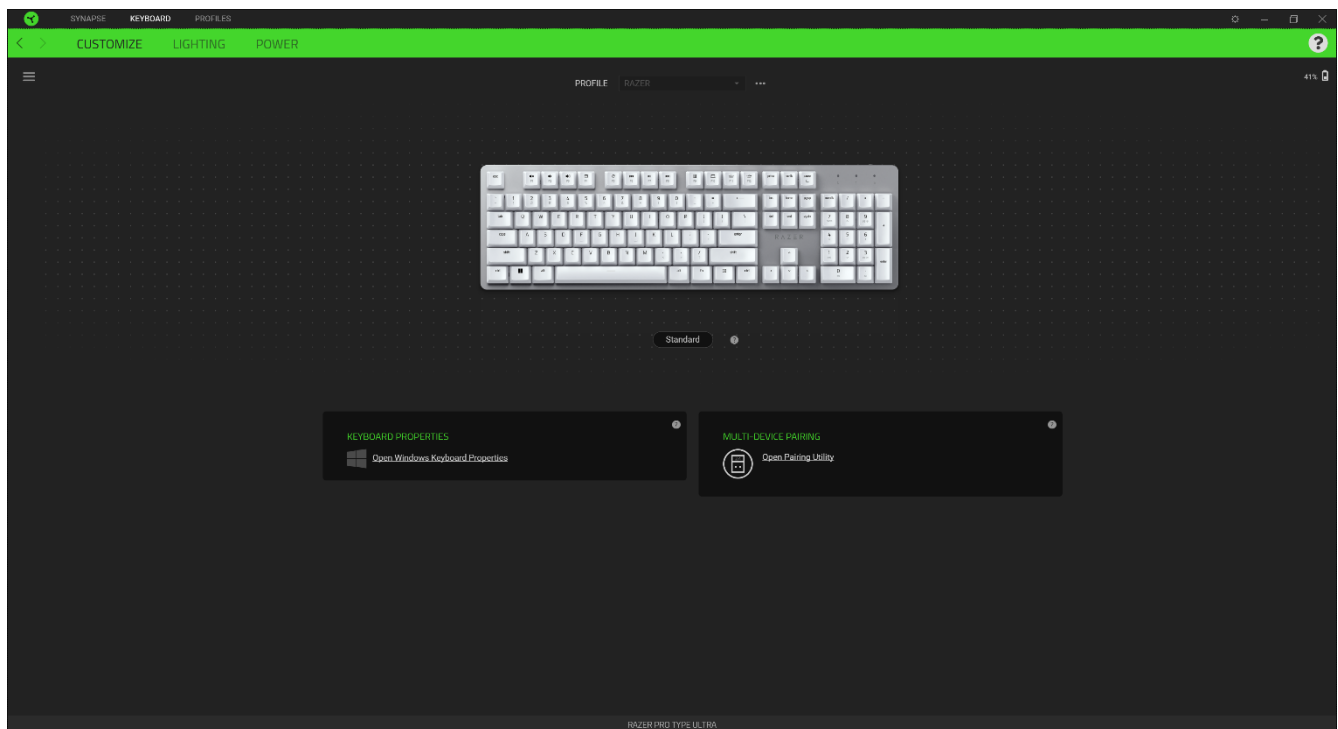 SYNAPSE KEYBOARD PROFILES
CUSTOMIZE LIGHTING POWER
?
PROFILE RAZER
41%
RAZER
Standard ?
KEYBOARD PROPERTIES
Open Windows Keyboard Properties
MULTI-DEVICE PAIRING
Open Pairing Utility
RAZER PRO TYPE ULTRA